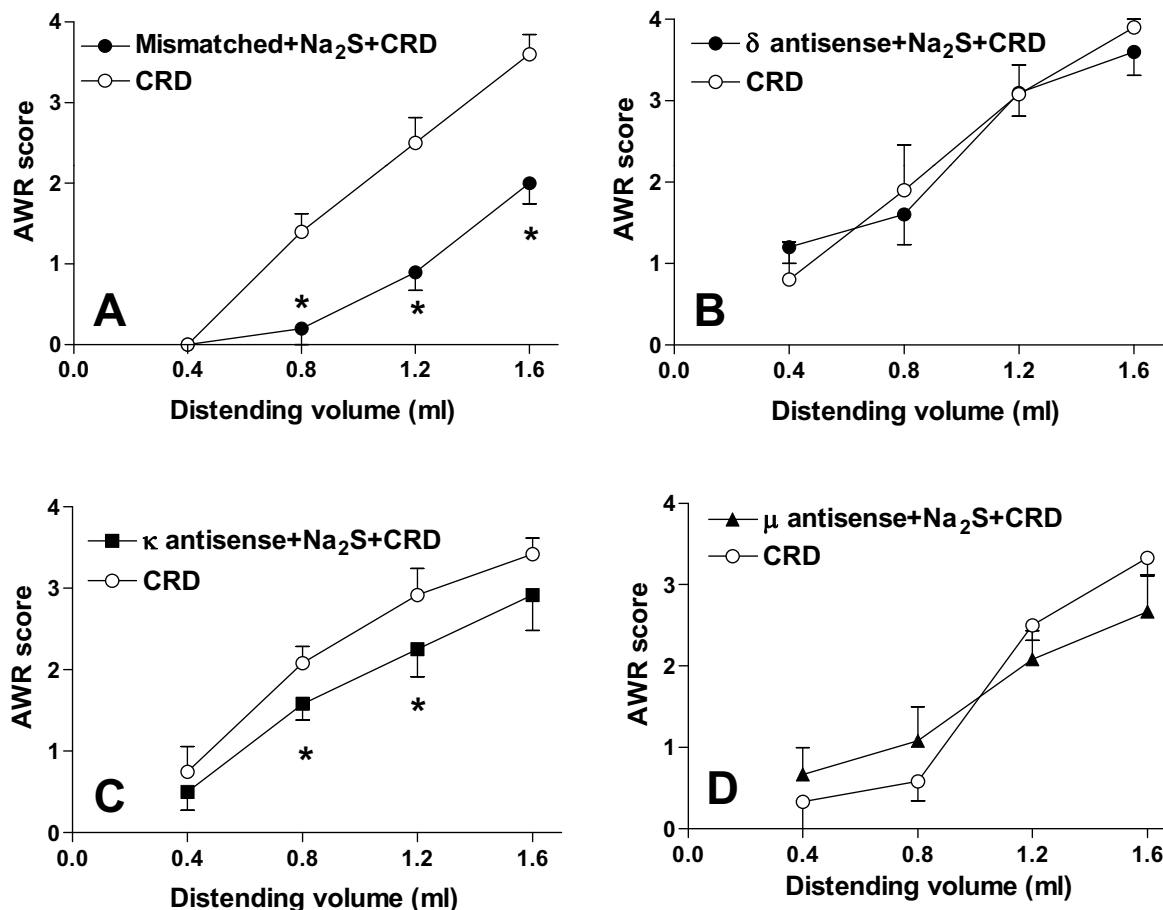 Mismatched+Na₂S+CRD
CRD
AWR score
4
3
2
1
0
A
*
*
*
0.0 0.4 0.8 1.2 1.6
Distending volume (ml)
δ antisense+Na₂S+CRD
CRD
AWR score
4
3
2
1
0
B
0.0 0.4 0.8 1.2 1.6
Distending volume (ml)
κ antisense+Na₂S+CRD
CRD
AWR score
4
3
2
1
0
C
*
*
0.0 0.4 0.8 1.2 1.6
Distending volume (ml)
μ antisense+Na₂S+CRD
CRD
AWR score
4
3
2
1
0
D
0.0 0.4 0.8 1.2 1.6
Distending volume (ml)